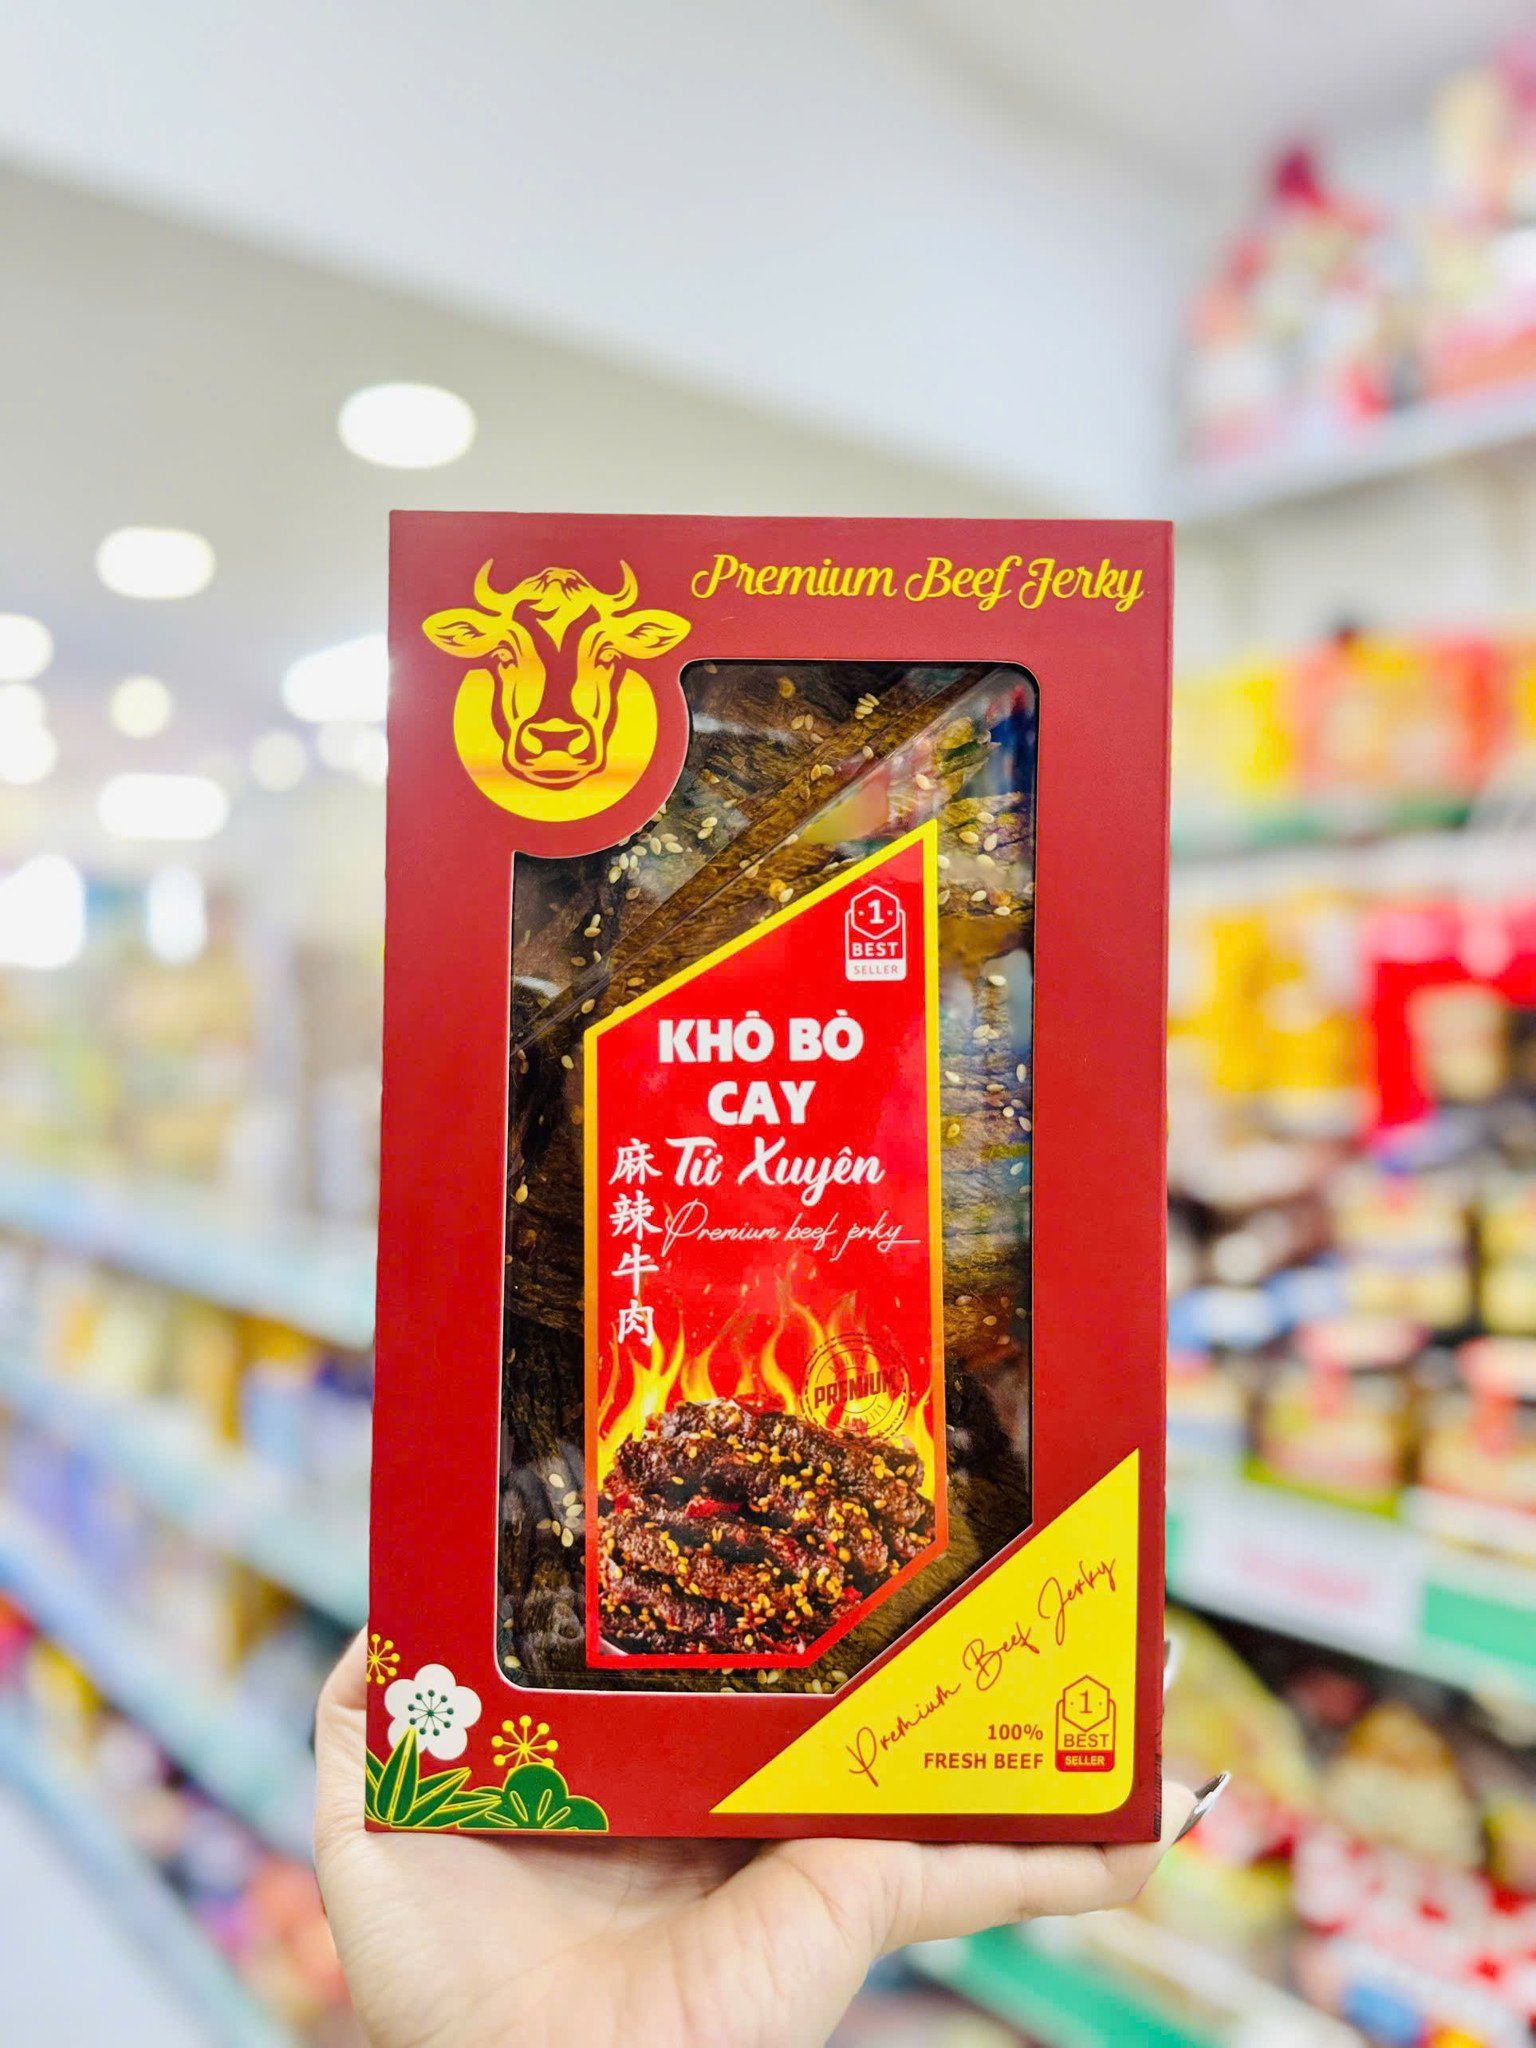 Premium Beef Jerky
1
BEST
SELLER
KHÔ BÒ
CAY
Tứ Xuyên
麻辣牛肉
Premium beef jerky
PREMIUM
Premium Beef Jerky
100%
FRESH BEEF
1
BEST
SELLER